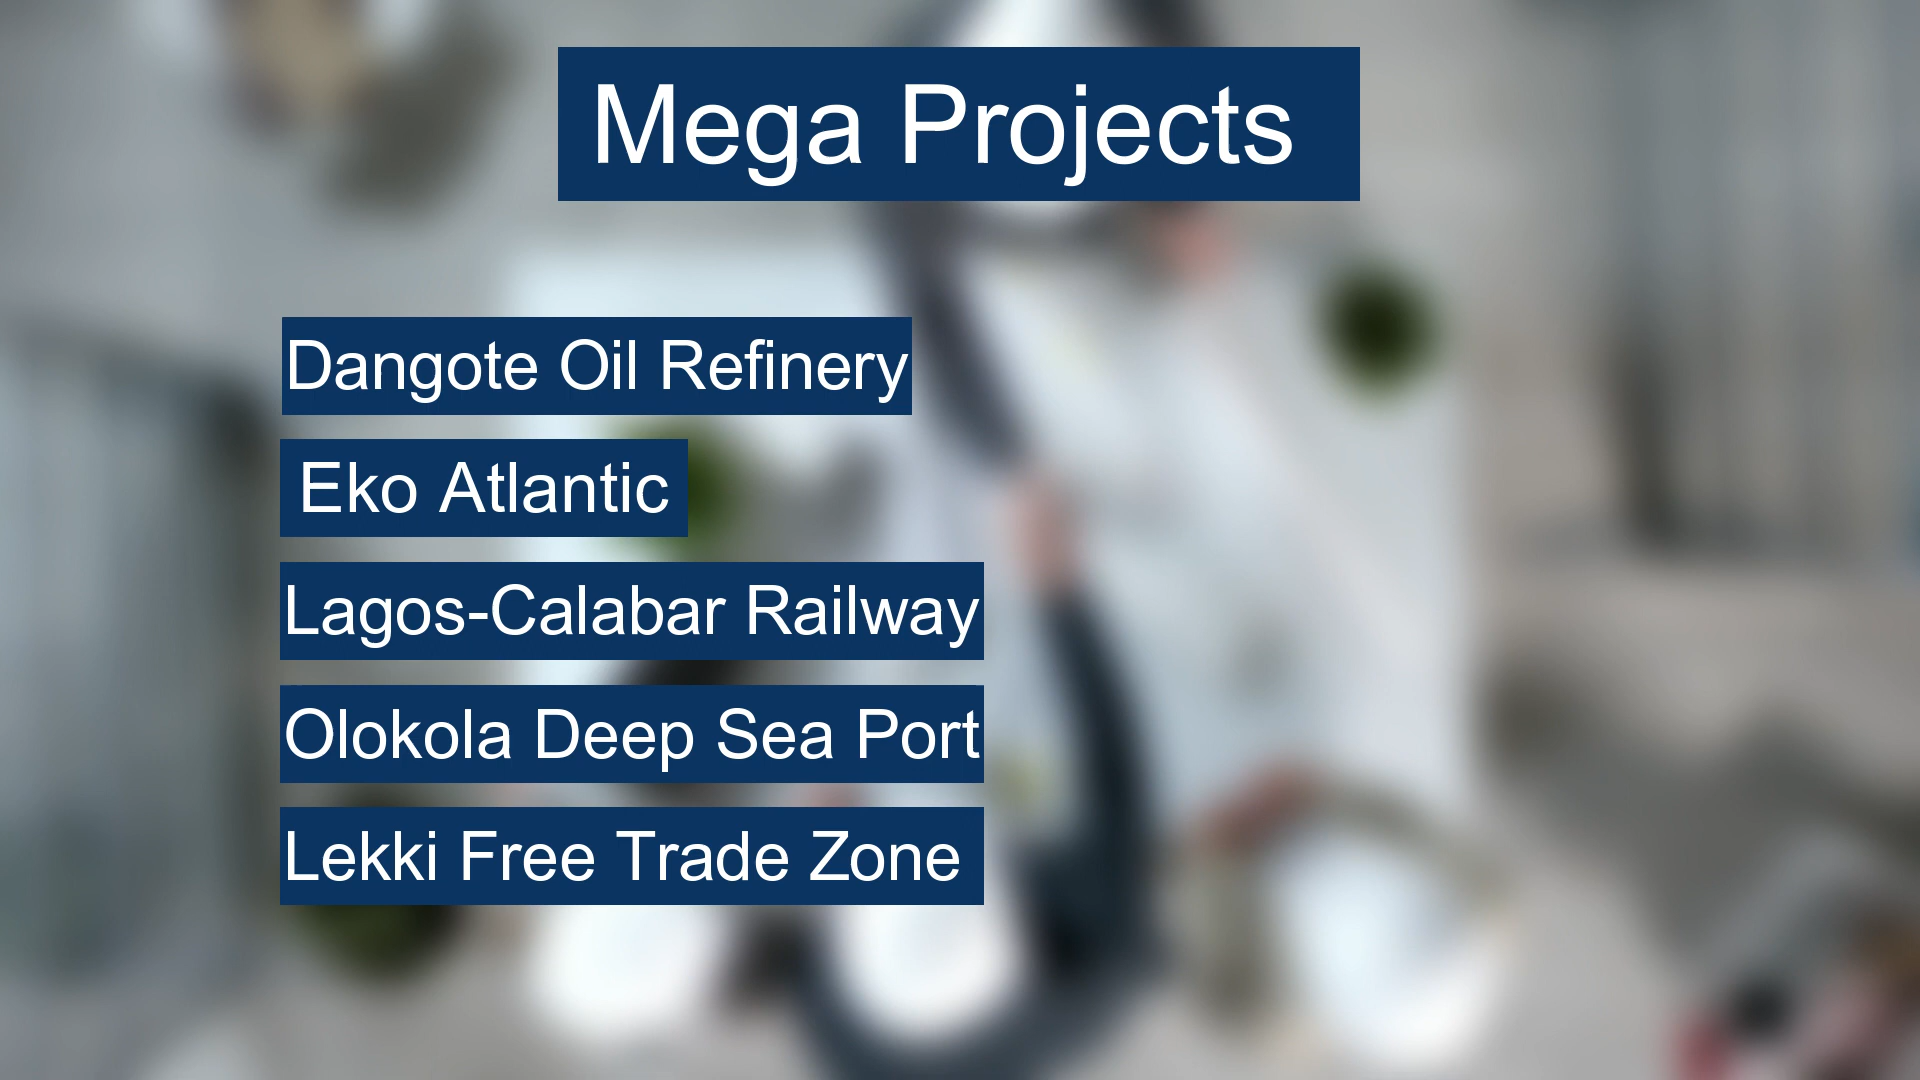 Mega Projects
Dangote Oil Refinery
Eko Atlantic
Lagos-Calabar Railway
Olokola Deep Sea Port
Lekki Free Trade Zone